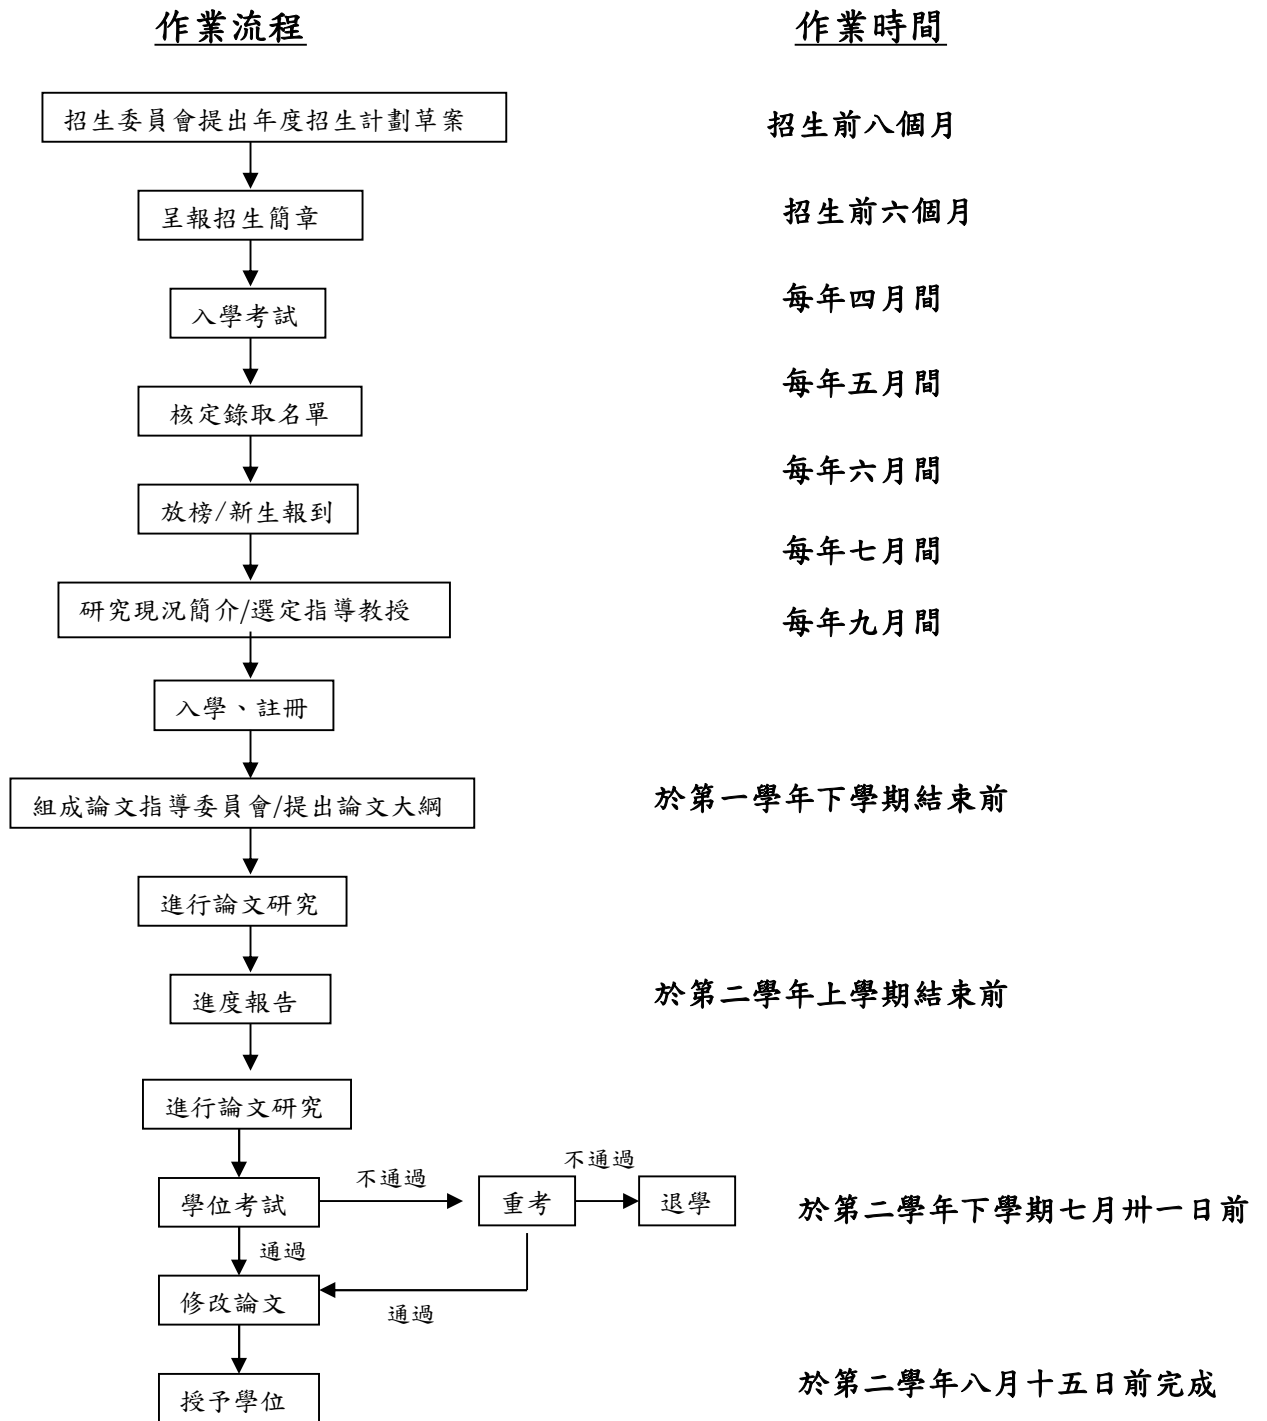 作業流程 作業時間
招生委員會提出年度招生計劃草案 招生前八個月
呈報招生簡章 招生前六個月
入學考試 每年四月間
核定錄取名單 每年五月間
放榜/新生報到 每年六月間
每年七月間
研究現況簡介/選定指導教授 每年九月間
入學、註冊
組成論文指導委員會/提出論文大綱 於第一學年下學期結束前
進行論文研究
進度報告 於第二學年上學期結束前
進行論文研究
不通過 不通過
學位考試 重考 退學 於第二學年下學期七月卅一日前
通過
修改論文 通過
授予學位 於第二學年八月十五日前完成